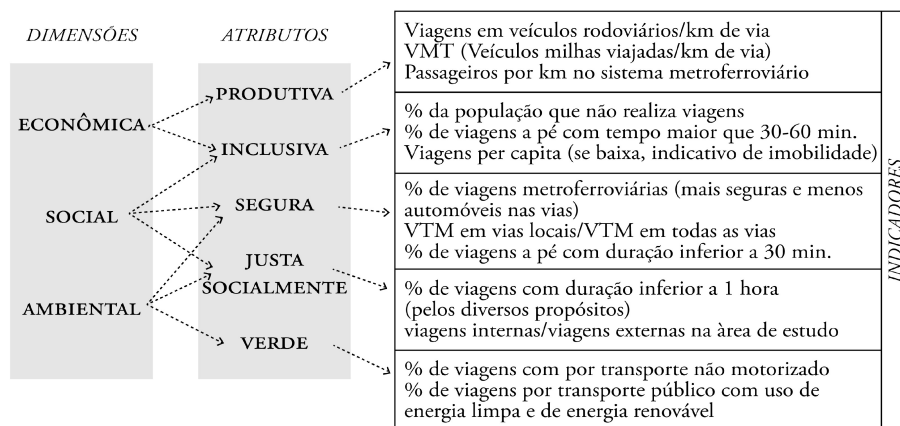 DIMENSÕES
ATRIBUTOS
ECONÔMICA
SOCIAL
AMBIENTAL
PRODUTIVA
INCLUSIVA
SEGURA
JUSTA
SOCIALMENTE
VERDE
Viagens em veículos rodoviários/km de via
VMT (Veículos milhas viajadas/km de via)
Passageiros por km no sistema metroferroviário
% da população que não realiza viagens
% de viagens a pé com tempo maior que 30-60 min.
Viagens per capita (se baixa, indicativo de imobilidade)
% de viagens metroferroviárias (mais seguras e menos
automóveis nas vias)
VTM em vias locais/VTM em todas as vias
% de viagens a pé com duração inferior a 30 min.
% de viagens com duração inferior a 1 hora
(pelos diversos propósitos)
viagens internas/viagens externas na àrea de estudo
% de viagens com por transporte não motorizado
% de viagens por transporte público com uso de
energia limpa e de energia renovável
INDICADORES